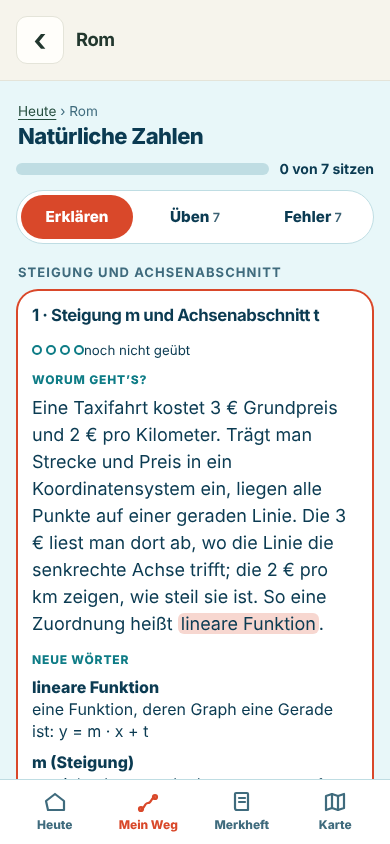 Rom
Heute › Rom
Natürliche Zahlen
0 von 7 sitzen
Erklären
Üben 7
Fehler 7
STEIGUNG UND ACHSENABSCHNITT
1 · Steigung m und Achsenabschnitt t
noch nicht geübt
WORUM GEHT'S?
Eine Taxifahrt kostet 3 € Grundpreis
und 2 € pro Kilometer. Trägt man
Strecke und Preis in ein
Koordinatensystem ein, liegen alle
Punkte auf einer geraden Linie. Die 3
€ liest man dort ab, wo die Linie die
senkrechte Achse trifft; die 2 € pro
km zeigen, wie steil sie ist. So eine
Zuordnung heißt lineare Funktion.
NEUE WÖRTER
lineare Funktion
eine Funktion, deren Graph eine Gerade
ist: y = m · x + t
m (Steigung)
Heute
Mein Weg
Merkheft
Karte